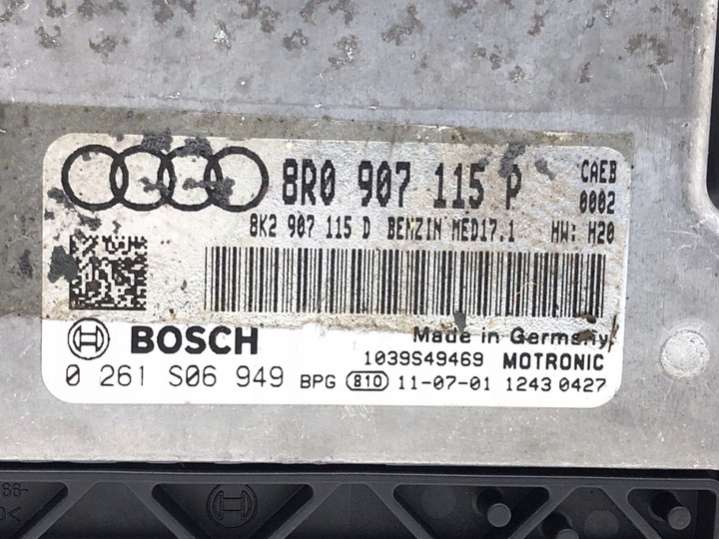 8R0 907 115 P CAEB
0002
8K2 907 115 D BENZIN MED17.1 HW: H20
BOSCH Made in Germany
1039S49469 MOTRONIC
0 261 S06 949 BPG 810 11-07-01 1243 0427